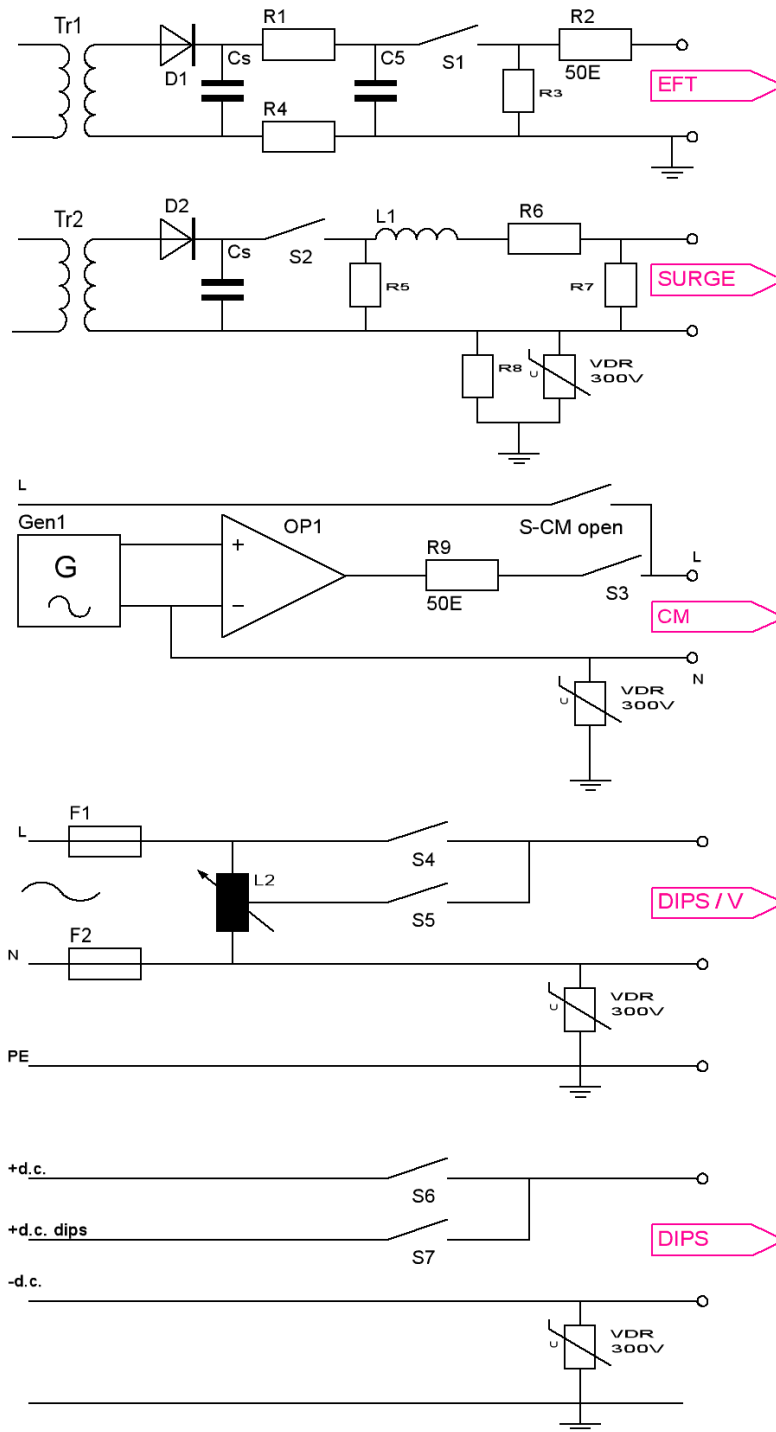 Tr1
R1
R2
D1
Cs
C5
S1
R3
50E
EFT
R4
Tr2
D2
Cs
S2
L1
R6
R5
R7
SURGE
R8
VDR
300V
U
L
Gen1
G
OP1
+
−
S-CM open
R9
50E
S3
L
CM
N
VDR
300V
U
L
F1
S4
L2
S5
DIPS / V
N
F2
VDR
300V
U
PE
+d.c.
S6
+d.c. dips
S7
DIPS
-d.c.
VDR
300V
U